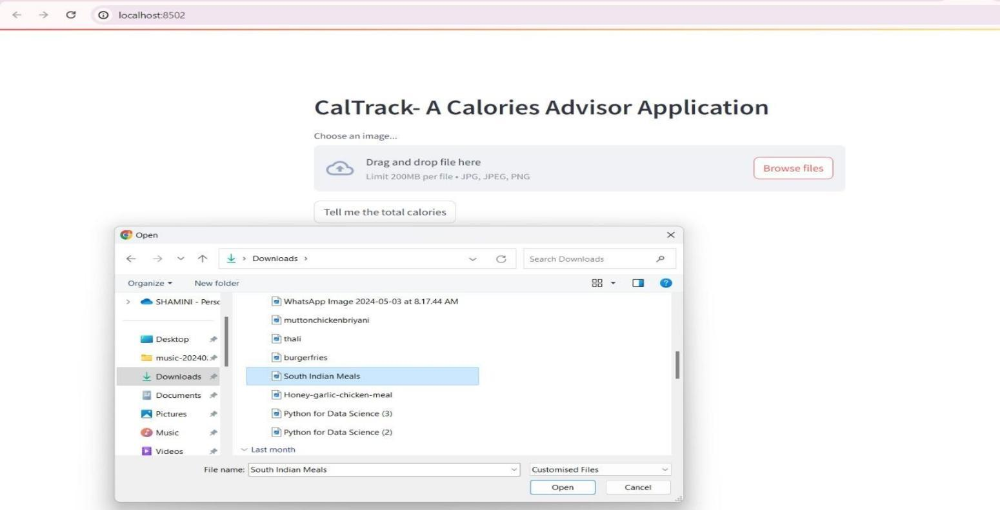 localhost:8502
CalTrack- A Calories Advisor Application
Choose an image...
Drag and drop file here
Limit 200MB per file • JPG, JPEG, PNG
Browse files
Tell me the total calories
Open
Downloads
Search Downloads
Organize
New folder
SHAMINI - Persc
Desktop
music-20240
Downloads
Documents
Pictures
Music
Videos
WhatsApp Image 2024-05-03 at 8.17.44 AM
muttonchickenbriyani
thali
burgerfries
South Indian Meals
Honey-garlic-chicken-meal
Python for Data Science (3)
Python for Data Science (2)
Last month
File name: South Indian Meals
Customised Files
Open
Cancel